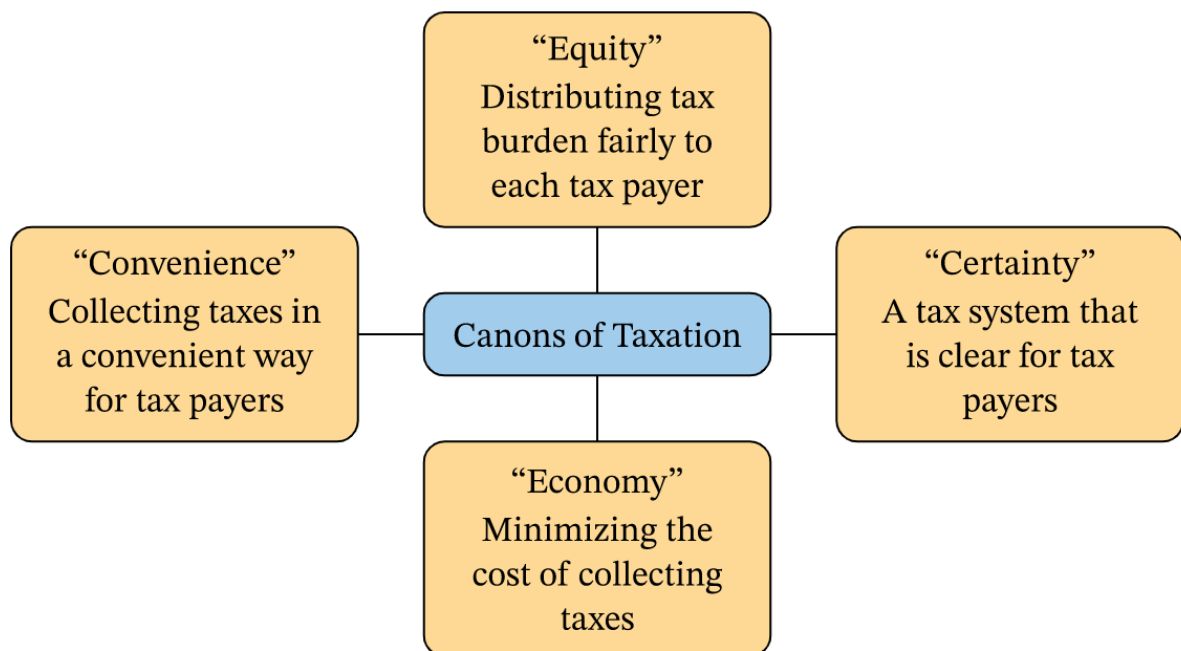 “Equity”
Distributing tax
burden fairly to
each tax payer
“Convenience”
Collecting taxes in
a convenient way
for tax payers
Canons of Taxation
“Certainty”
A tax system that
is clear for tax
payers
“Economy”
Minimizing the
cost of collecting
taxes